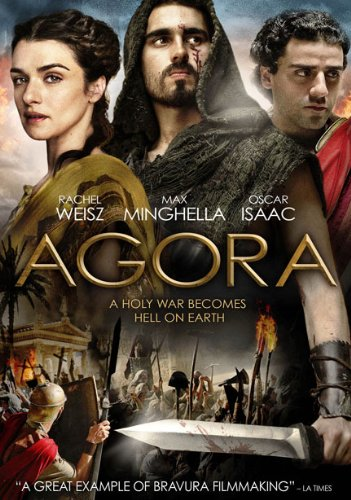 RACHEL WEISZ
MAX MINGHELLA
OSCAR ISAAC
AGORA
A HOLY WAR BECOMES
HELL ON EARTH
"A GREAT EXAMPLE OF BRAVURA FILMMAKING" – LA TIMES